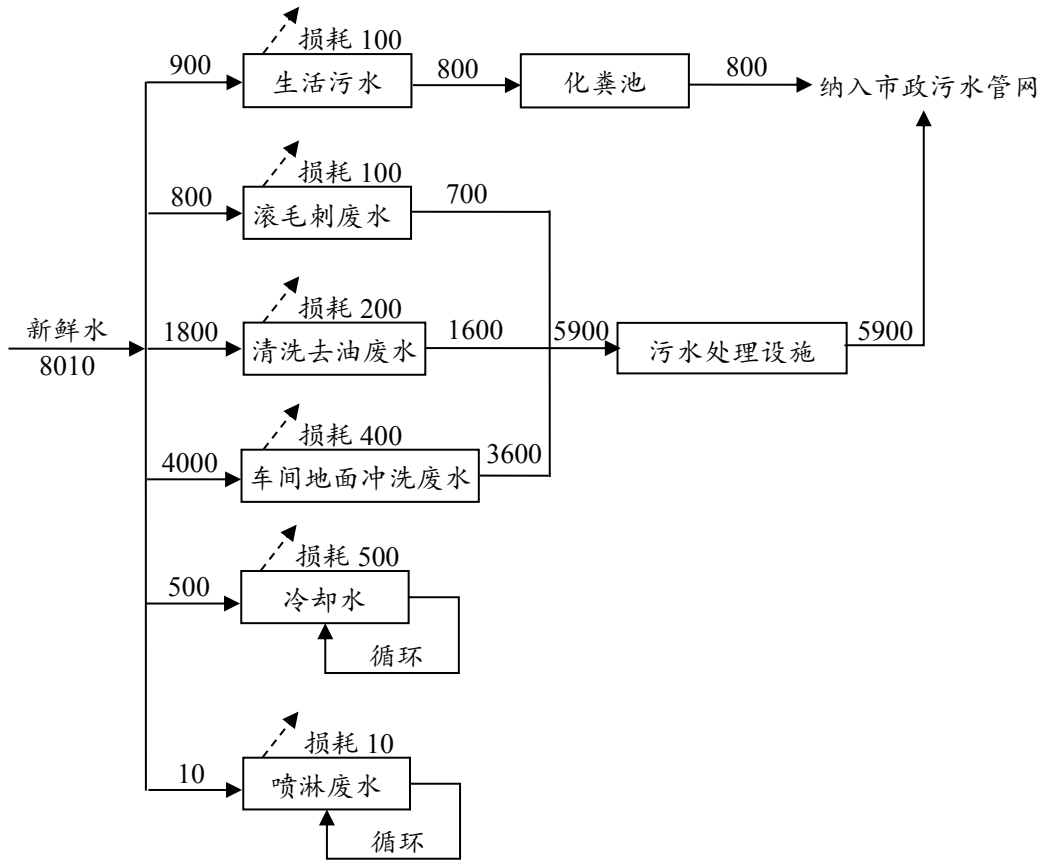 损耗 100
900
生活污水
800
化粪池
800
纳入市政污水管网
损耗 100
800
滚毛刺废水
700
新鲜水
8010
损耗 200
1800
清洗去油废水
1600
5900
污水处理设施
5900
损耗 400
4000
车间地面冲洗废水
3600
损耗 500
500
冷却水
循环
损耗 10
10
喷淋废水
循环